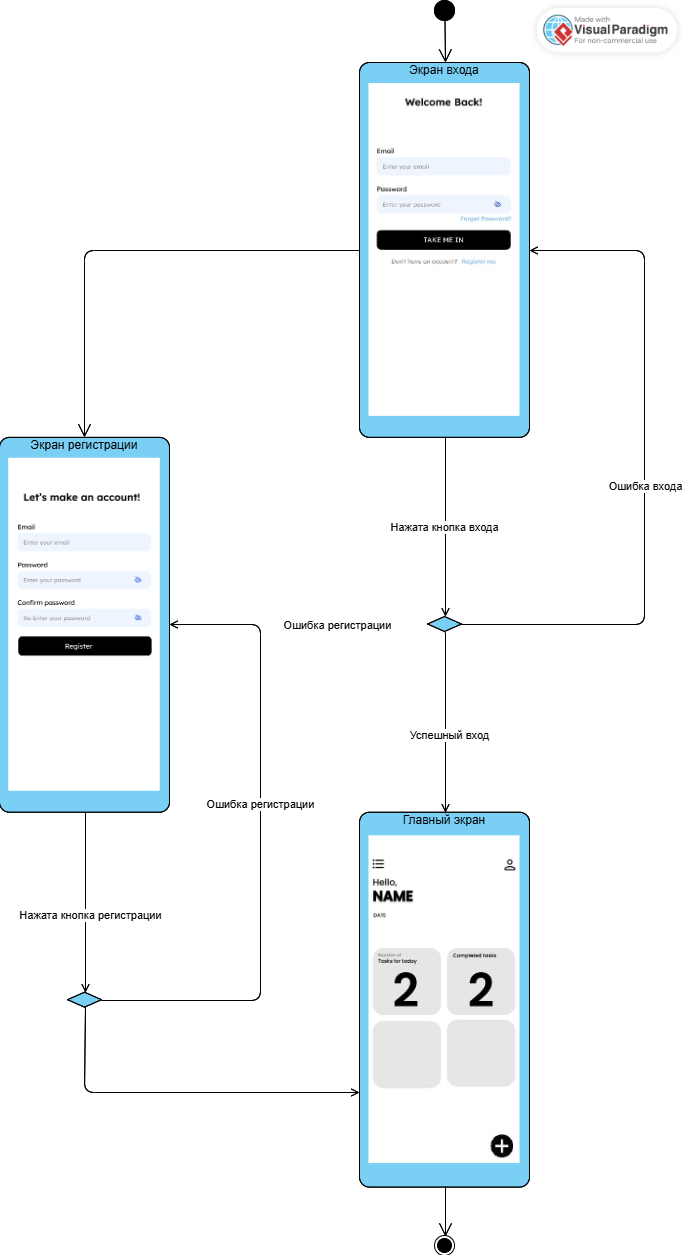 Made with
Visual Paradigm
For non-commercial use
Экран входа
Welcome Back!
Email
Enter your email
Password
Enter your password
Forgot Password?
TAKE ME IN
Don't have an account? Register me
Экран регистрации
Let's make an account!
Email
Enter your email
Password
Enter your password
Confirm password
Re-Enter your password
Register
Ошибка входа
Нажата кнопка входа
Ошибка регистрации
Успешный вход
Ошибка регистрации
Нажата кнопка регистрации
Главный экран
Hello,
NAME
DATE
Number of
Tasks for today
2
Completed tasks
2